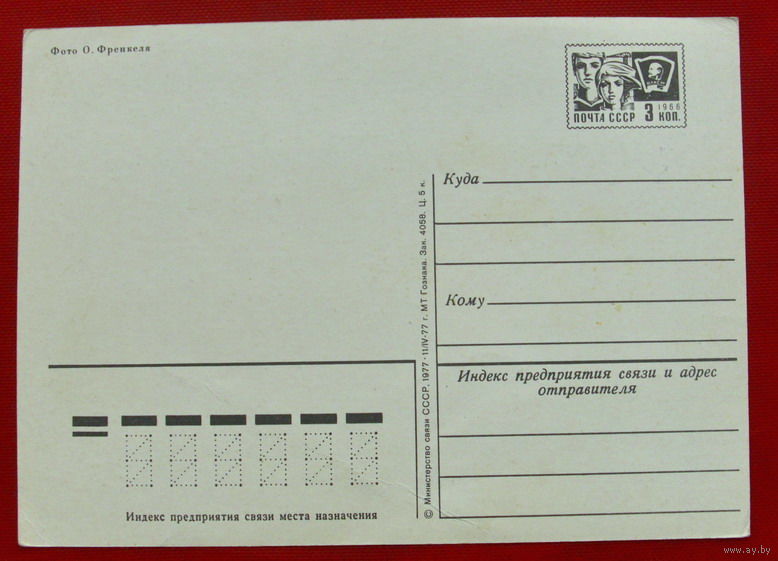 Фото О. Френкеля
ПОЧТА СССР
1966
3 КОП.
Куда
Кому
Индекс предприятия связи и адрес
отправителя
© Министерство связи СССР, 1977 · 11/IV-77 г. МТ Гознака. Зак. 4058. Ц. 5 к.
Индекс предприятия связи места назначения
www.ay.by